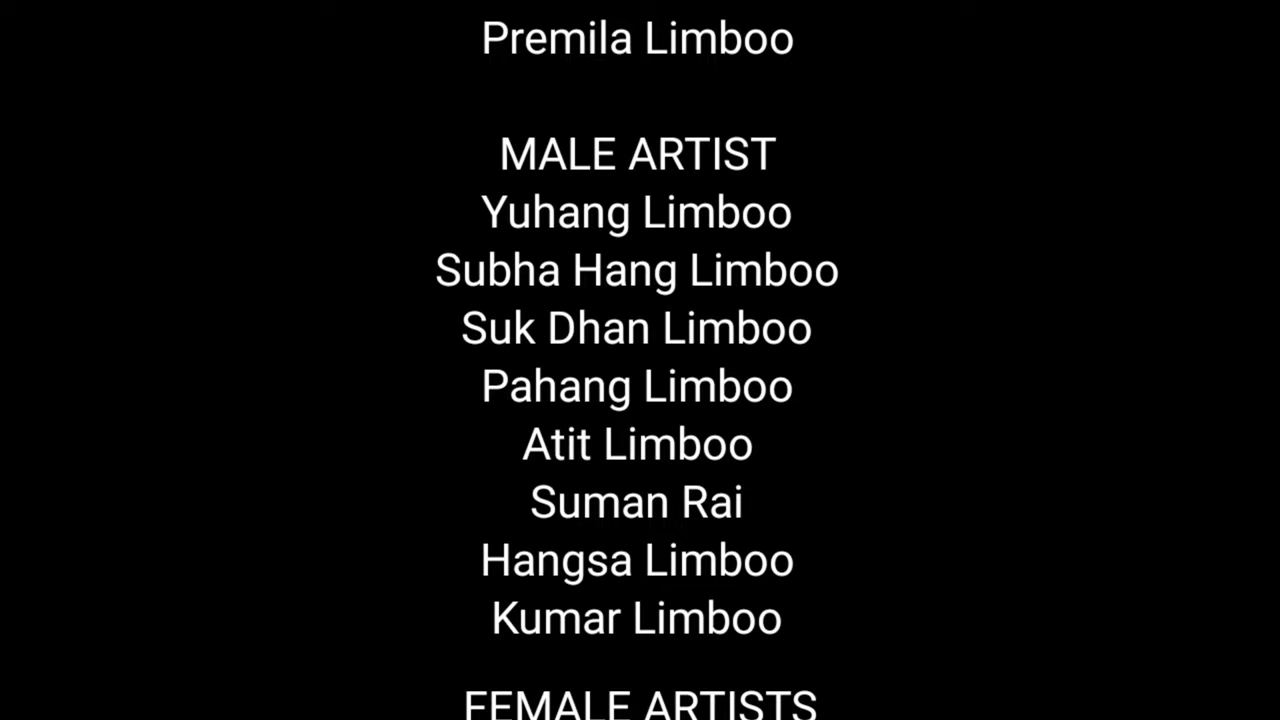 Premila Limboo
MALE ARTIST
Yuhang Limboo
Subha Hang Limboo
Suk Dhan Limboo
Pahang Limboo
Atit Limboo
Suman Rai
Hangsa Limboo
Kumar Limboo
FEMALE ARTISTS